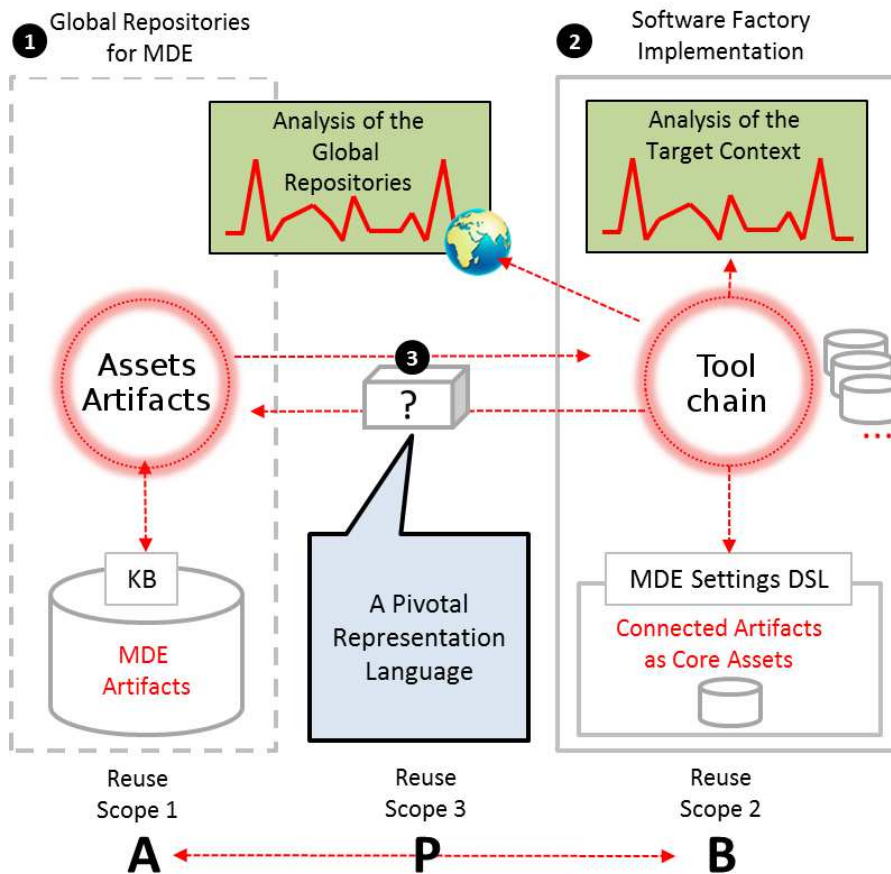 1
Global Repositories
for MDE
2
Software Factory
Implementation
Analysis of the
Global
Repositories
Analysis of the
Target Context
Assets
Artifacts
3
?
Tool
chain
....
KB
MDE
Artifacts
A Pivotal
Representation
Language
MDE Settings DSL
Connected Artifacts
as Core Assets
Reuse
Scope 1
Reuse
Scope 3
Reuse
Scope 2
A
P
B